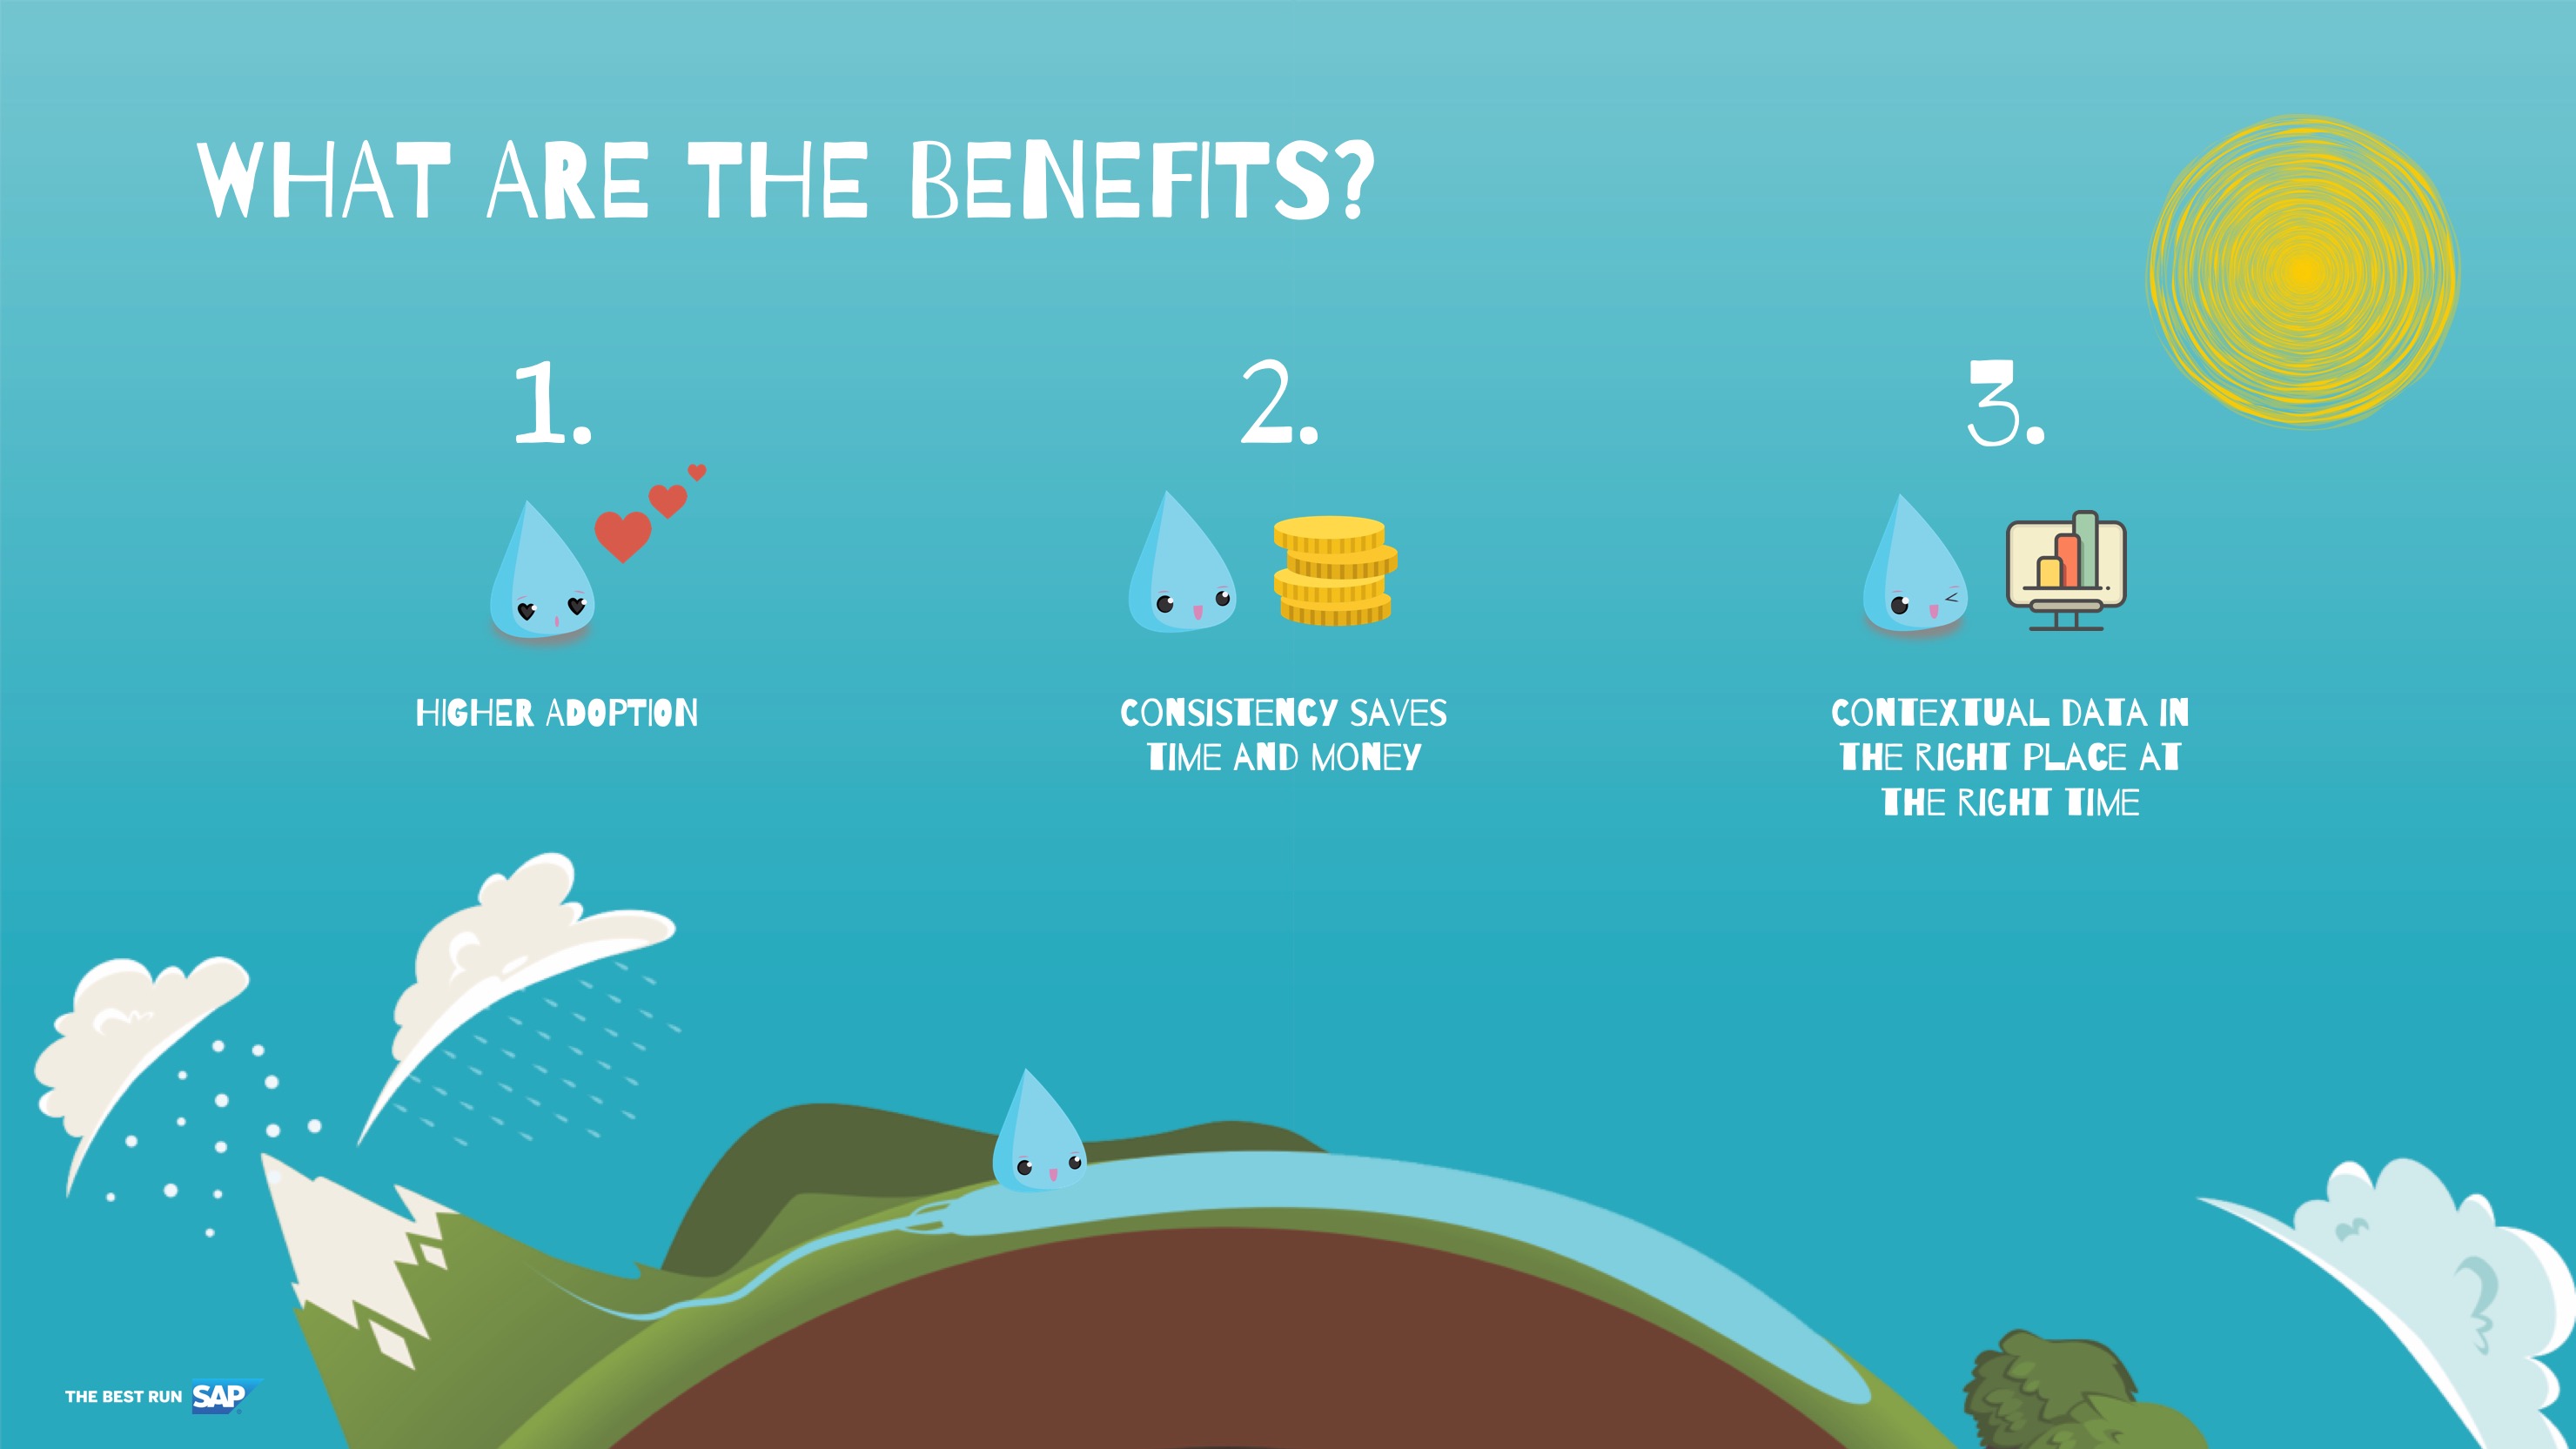 WHAT ARE THE BENEFITS?
1.
HIGHER ADOPTION
2.
CONSISTENCY SAVES
TIME AND MONEY
3.
CONTEXTUAL DATA IN
THE RIGHT PLACE AT
THE RIGHT TIME
THE BEST RUN SAP